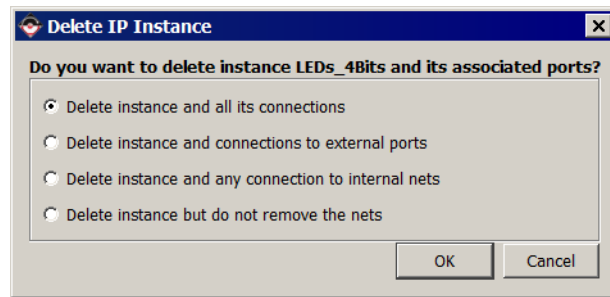 Delete IP Instance
Do you want to delete instance LEDs_4Bits and its associated ports?
Delete instance and all its connections
Delete instance and connections to external ports
Delete instance and any connection to internal nets
Delete instance but do not remove the nets
OK Cancel